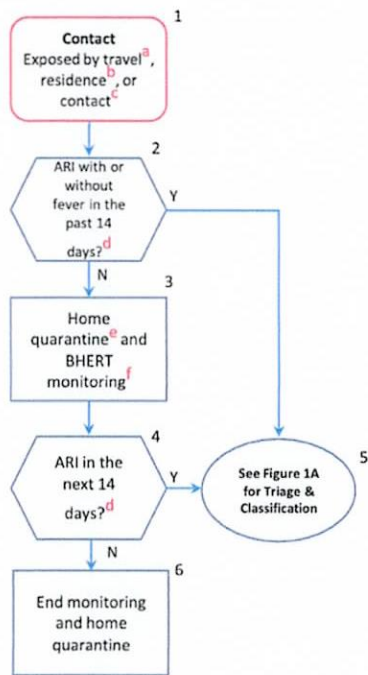 1
Contact
Exposed by travel^a,
residence^b, or
contact^c
2
ARI with or
without
fever in the
past 14
days?^d
Y
N
3
Home
quarantine^e and
BHERT
monitoring^f
4
ARI in the
next 14
days?^d
Y
5
See Figure 1A
for Triage &
Classification
N
6
End monitoring
and home
quarantine